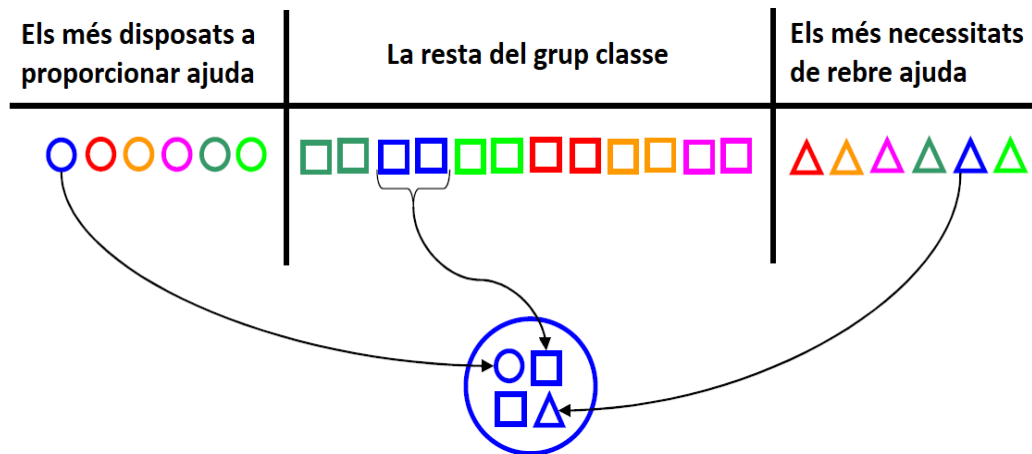 Els més disposats a
proporcionar ajuda
La resta del grup classe
Els més necessitats
de rebre ajuda